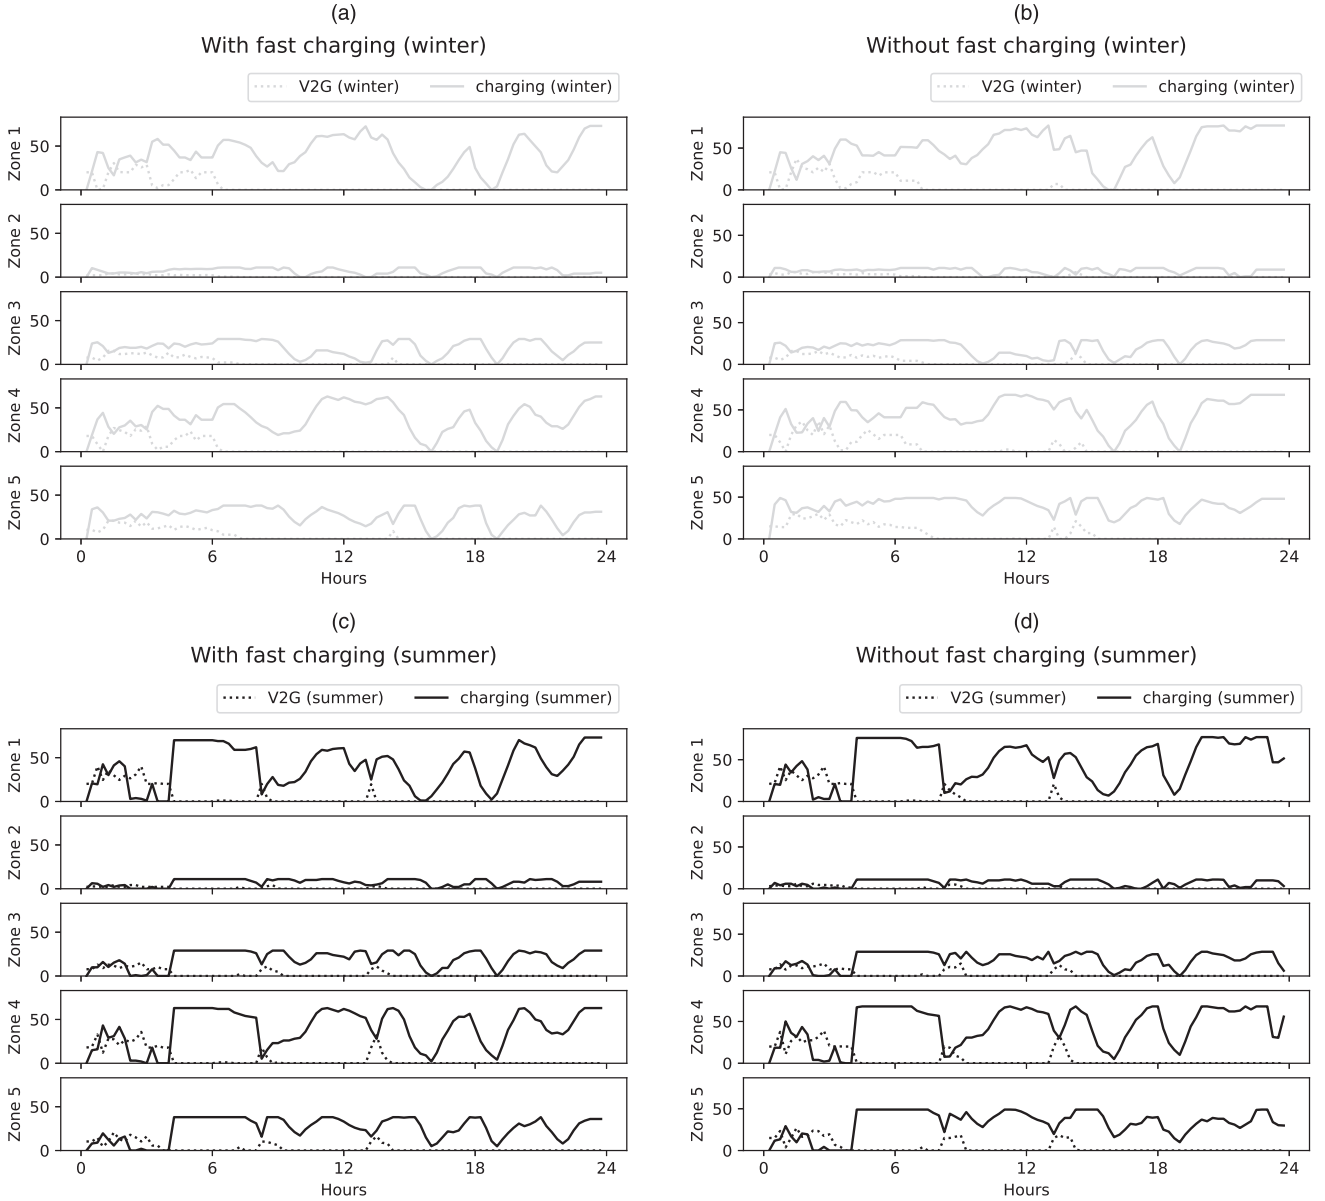 (a)
With fast charging (winter)
V2G (winter) charging (winter)
Zone 1
50
0
Zone 2
50
0
Zone 3
50
0
Zone 4
50
0
Zone 5
50
0
0 6 12 18 24
Hours
(b)
Without fast charging (winter)
V2G (winter) charging (winter)
Zone 1
50
0
Zone 2
50
0
Zone 3
50
0
Zone 4
50
0
Zone 5
50
0
0 6 12 18 24
Hours
(c)
With fast charging (summer)
V2G (summer) charging (summer)
Zone 1
50
0
Zone 2
50
0
Zone 3
50
0
Zone 4
50
0
Zone 5
50
0
0 6 12 18 24
Hours
(d)
Without fast charging (summer)
V2G (summer) charging (summer)
Zone 1
50
0
Zone 2
50
0
Zone 3
50
0
Zone 4
50
0
Zone 5
50
0
0 6 12 18 24
Hours